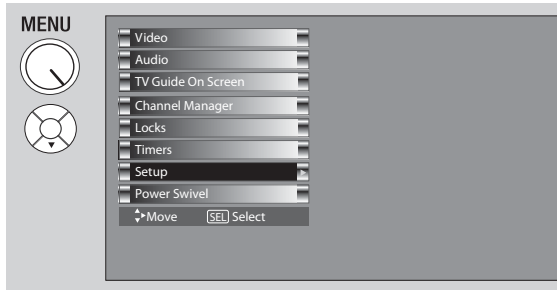 MENU
Video
Audio
TV Guide On Screen
Channel Manager
Locks
Timers
Setup
Power Swivel
Move SEL Select